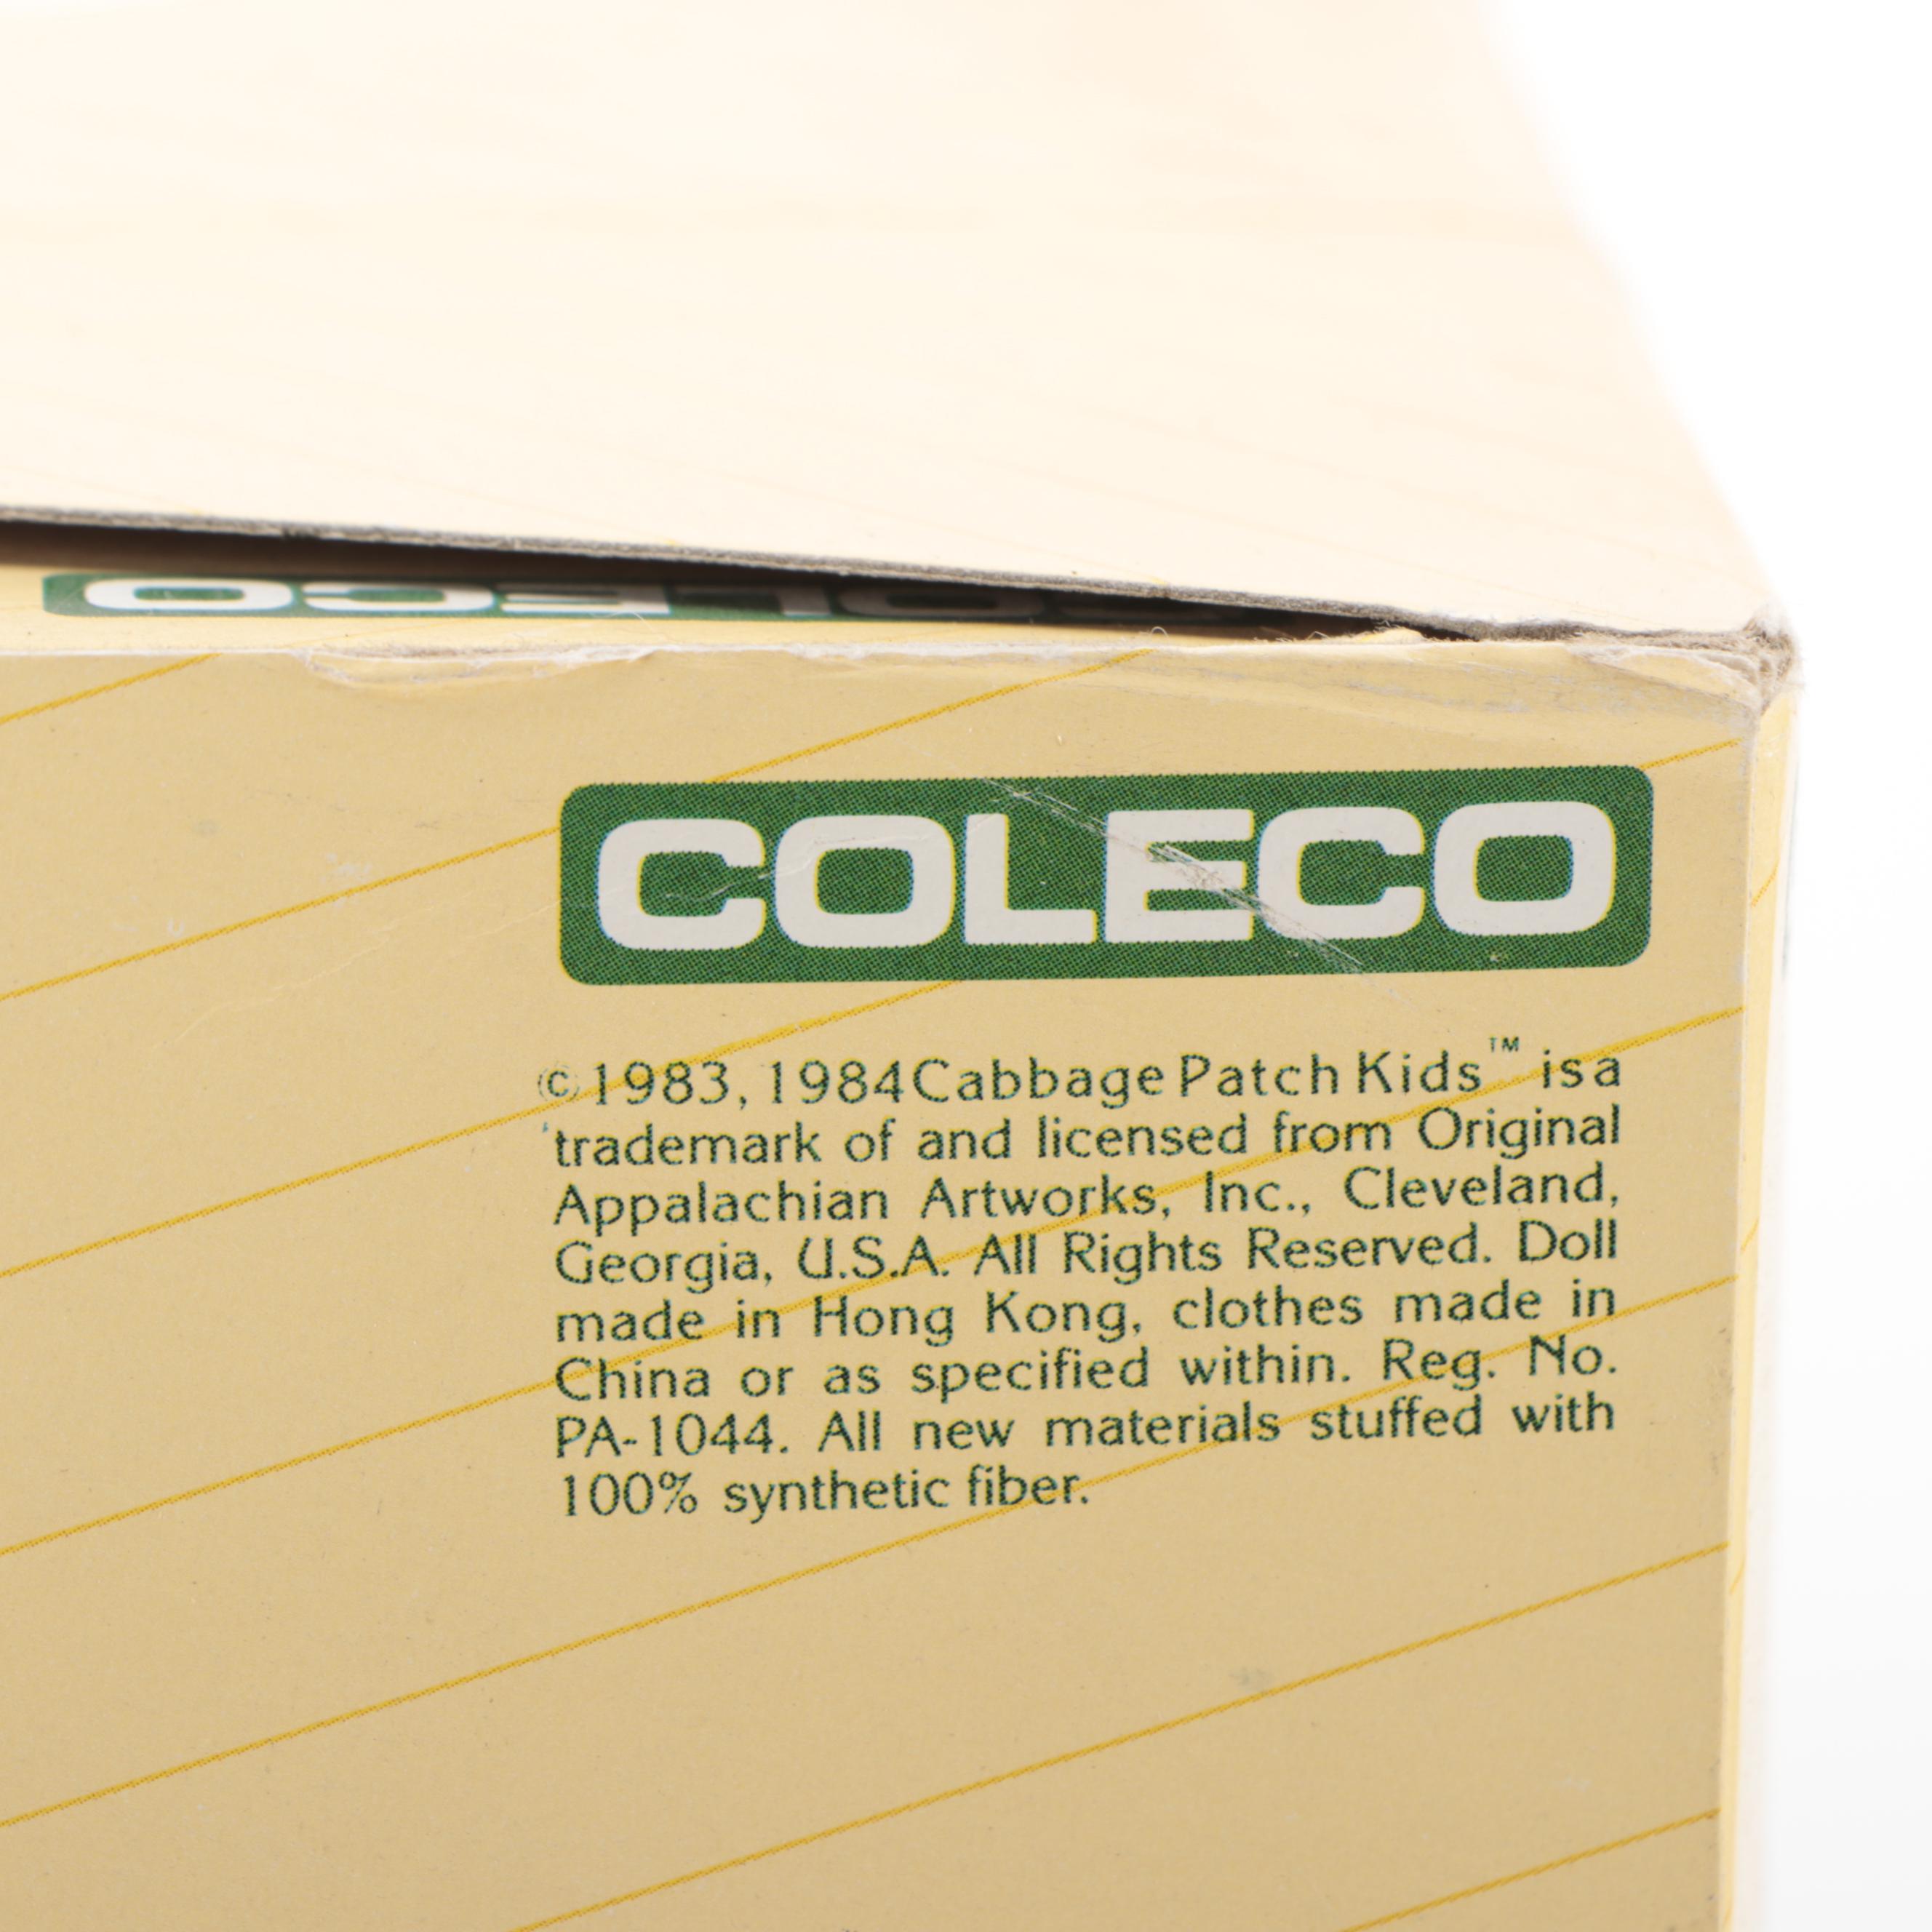 COLECO
COLECO
©1983, 1984 Cabbage Patch Kids™ is a
trademark of and licensed from Original
Appalachian Artworks, Inc., Cleveland,
Georgia, U.S.A. All Rights Reserved. Doll
made in Hong Kong, clothes made in
China or as specified within. Reg. No.
PA-1044. All new materials stuffed with
100% synthetic fiber.